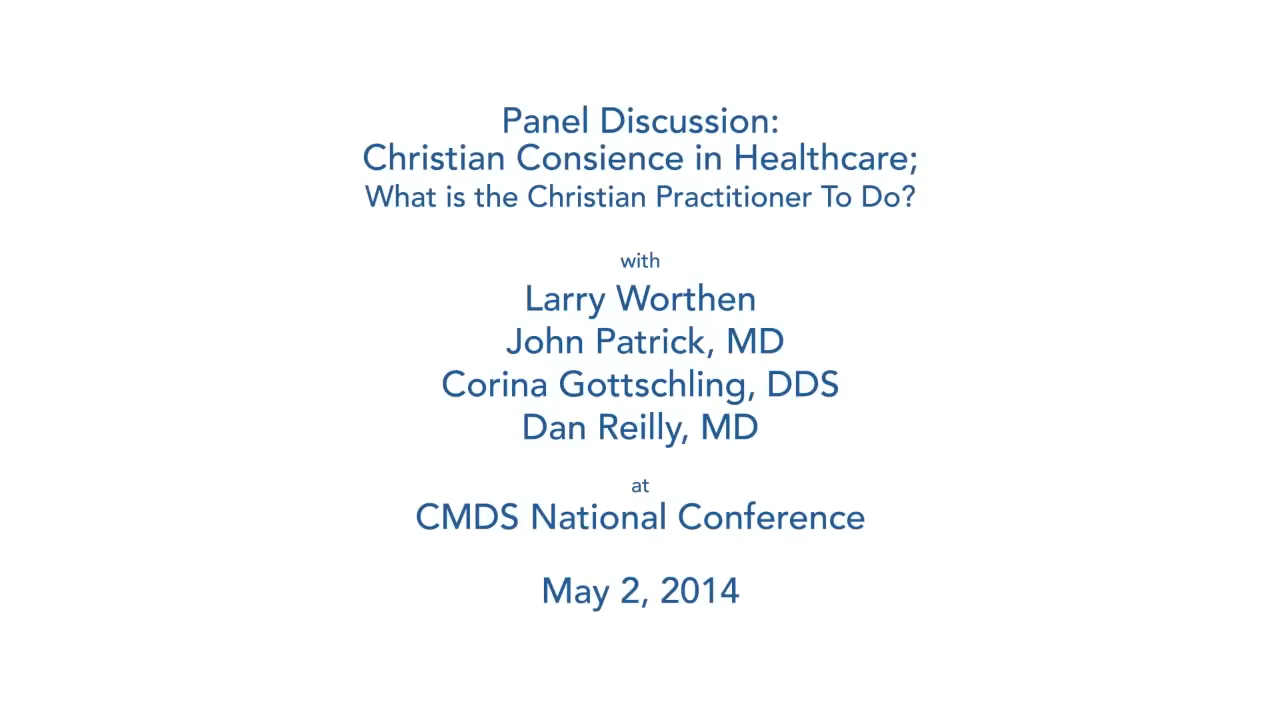 Panel Discussion:
Christian Consience in Healthcare;
What is the Christian Practitioner To Do?
with
Larry Worthen
John Patrick, MD
Corina Gottschling, DDS
Dan Reilly, MD
at
CMDS National Conference
May 2, 2014